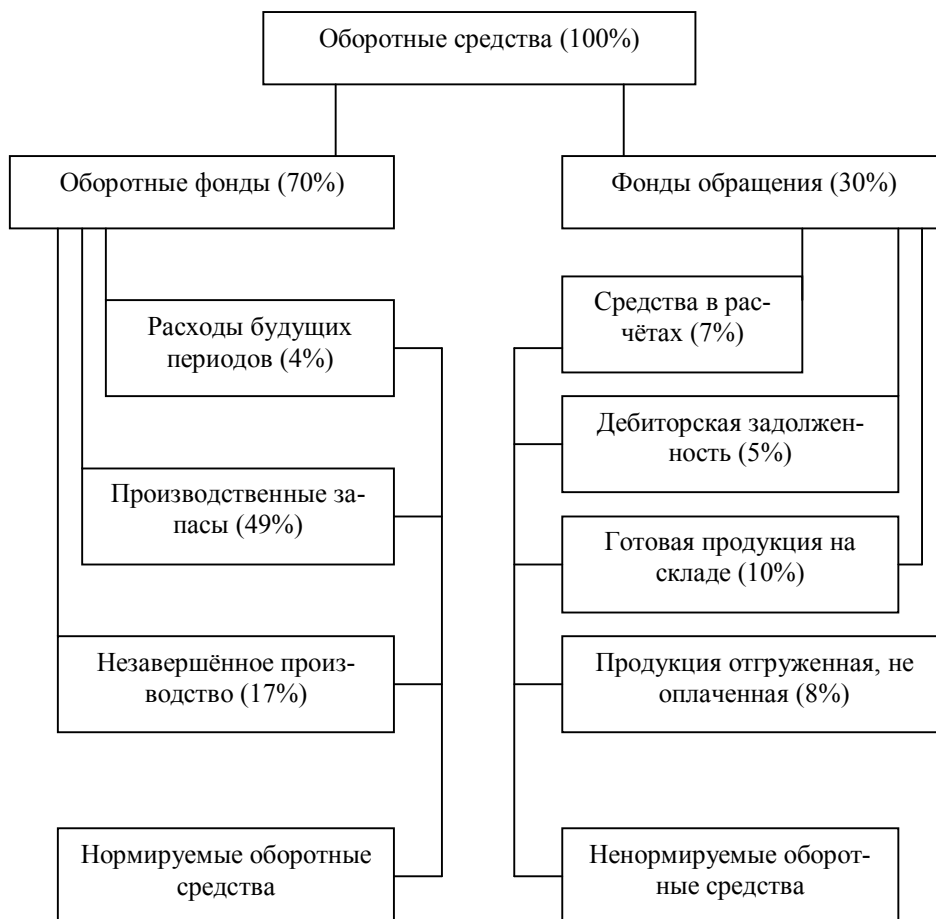 Оборотные средства (100%)
Оборотные фонды (70%)
Фонды обращения (30%)
Расходы будущих
периодов (4%)
Средства в рас-
чётах (7%)
Дебиторская задолжен-
ность (5%)
Производственные за-
пасы (49%)
Готовая продукция на
складе (10%)
Незавершённое произ-
водство (17%)
Продукция отгруженная, не
оплаченная (8%)
Нормируемые оборотные
средства
Ненормируемые оборот-
ные средства